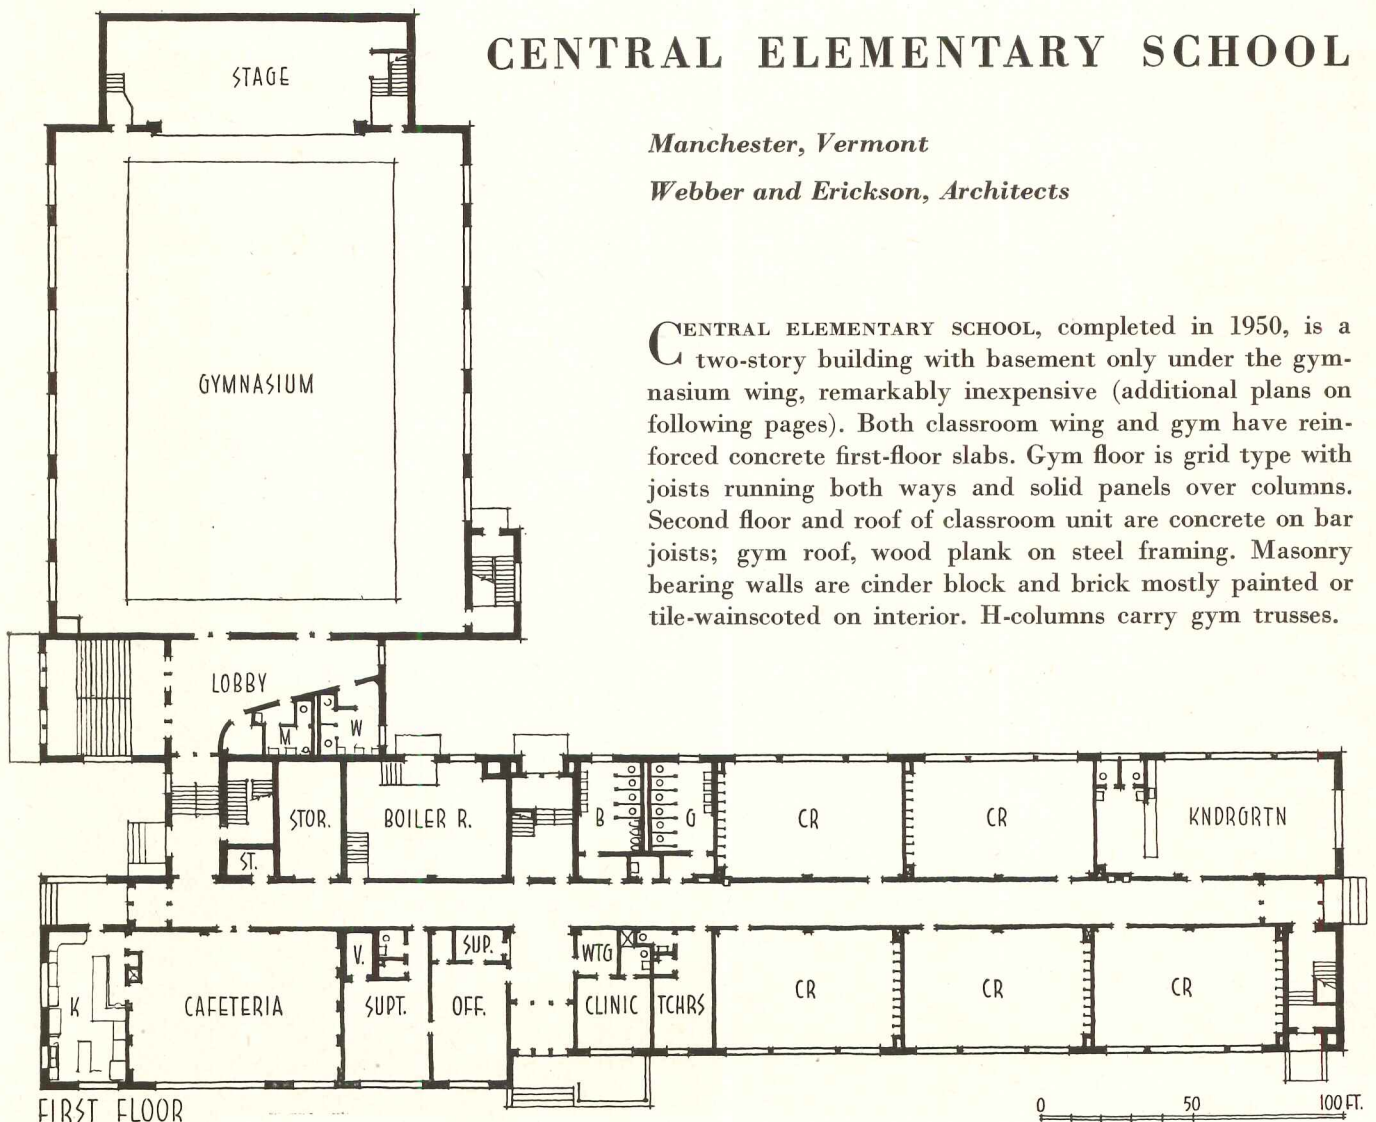 CENTRAL ELEMENTARY SCHOOL
Manchester, Vermont
Webber and Erickson, Architects
CENTRAL ELEMENTARY SCHOOL, completed in 1950, is a
two-story building with basement only under the gym-
nasium wing, remarkably inexpensive (additional plans on
following pages). Both classroom wing and gym have rein-
forced concrete first-floor slabs. Gym floor is grid type with
joists running both ways and solid panels over columns.
Second floor and roof of classroom unit are concrete on bar
joists; gym roof, wood plank on steel framing. Masonry
bearing walls are cinder block and brick mostly painted or
tile-wainscoted on interior. H-columns carry gym trusses.
STAGE
GYMNASIUM
LOBBY
M
W
STOR.
BOILER R.
B
G
CR
CR
KNDRGRTN
ST.
K
CAFETERIA
V.
SUPT.
SUP.
OFF.
WTG
CLINIC
TCHRS
CR
CR
CR
FIRST FLOOR
0 50 100 FT.